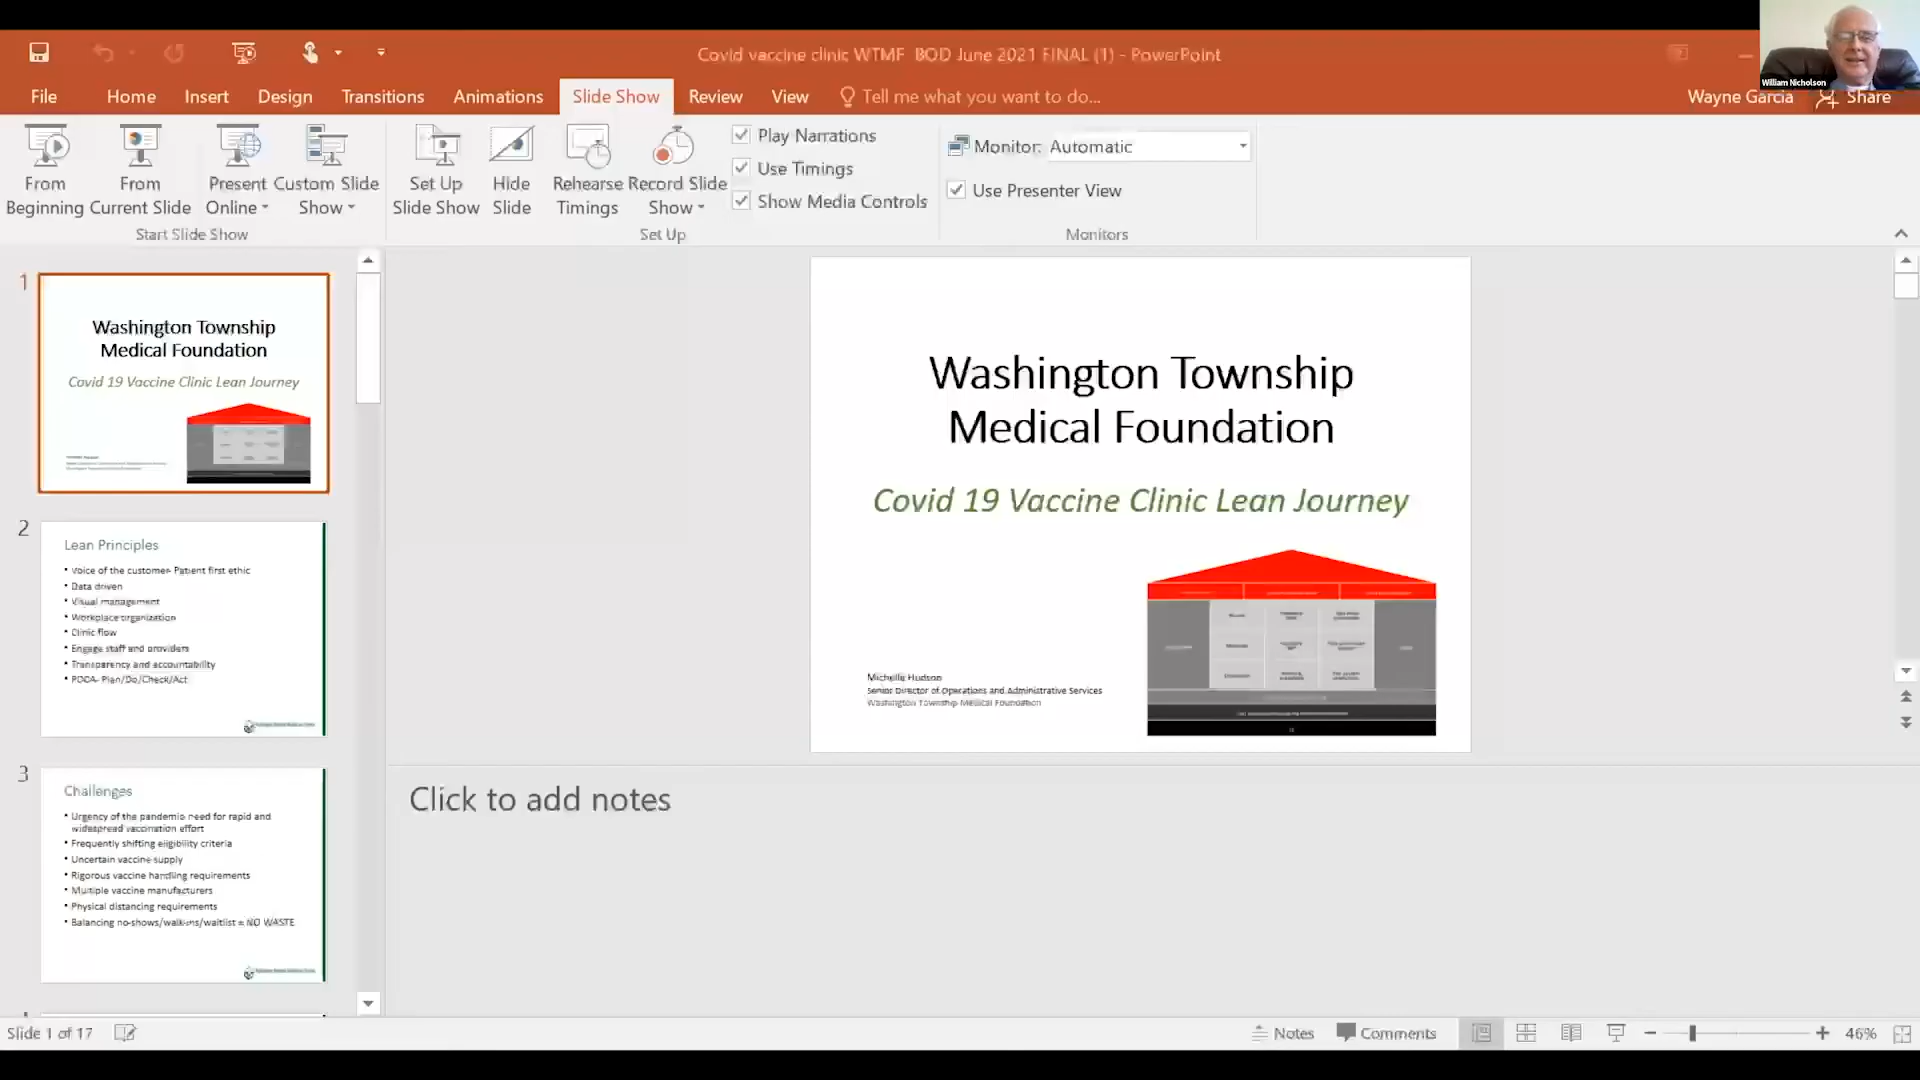 Covid vaccine clinic WTMF BOD June 2021 FINAL (1) - PowerPoint
William Nicholson
File Home Insert Design Transitions Animations Slide Show Review View Tell me what you want to do...
Wayne Garcia Share
From Beginning
From Current Slide
Present Online
Custom Slide Show
Start Slide Show
Set Up Slide Show
Hide Slide
Rehearse Timings
Record Slide Show
Play Narrations
Use Timings
Show Media Controls
Set Up
Monitor: Automatic
Use Presenter View
Monitors
1
Washington Township
Medical Foundation
Covid 19 Vaccine Clinic Lean Journey
2
Lean Principles
• Voice of the customer- Patient first ethic
• Data driven
• Visual management
• Workplace organization
• Clinic flow
• Engage staff and providers
• Transparency and accountability
• PDCA- Plan/Do/Check/Act
3
Challenges
• Urgency of the pandemic-need for rapid and
widespread vaccination effort
• Frequently shifting eligibility criteria
• Uncertain vaccine supply
• Rigorous vaccine handling requirements
• Multiple vaccine manufacturers
• Physical distancing requirements
• Balancing no-shows/walk-ins/waitlist = NO WASTE
Washington Township
Medical Foundation
Covid 19 Vaccine Clinic Lean Journey
Michelle Hudson
Senior Director of Operations and Administrative Services
Washington Township Medical Foundation
Click to add notes
Slide 1 of 17
Notes Comments 46%